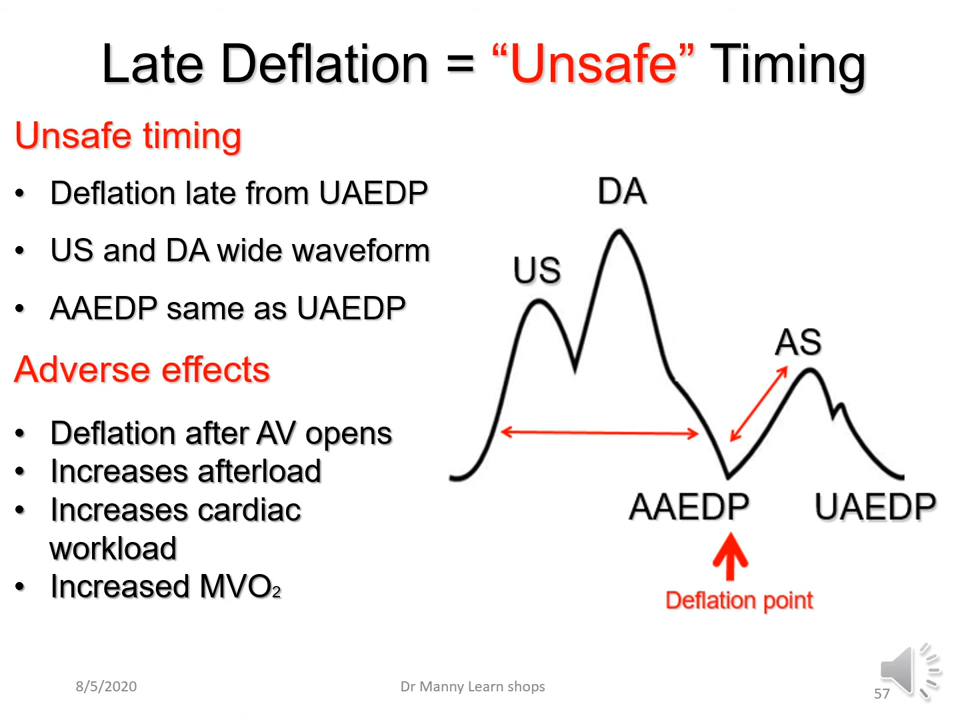 Late Deflation = “Unsafe” Timing
Unsafe timing
• Deflation late from UAEDP
• US and DA wide waveform
• AAEDP same as UAEDP
Adverse effects
• Deflation after AV opens
• Increases afterload
• Increases cardiac
workload
• Increased MVO₂
DA
US
AS
AAEDP
UAEDP
Deflation point
8/5/2020
Dr Manny Learn shops
57